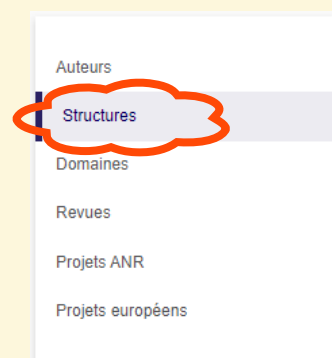 Auteurs
Structures
Domaines
Revues
Projets ANR
Projets européens